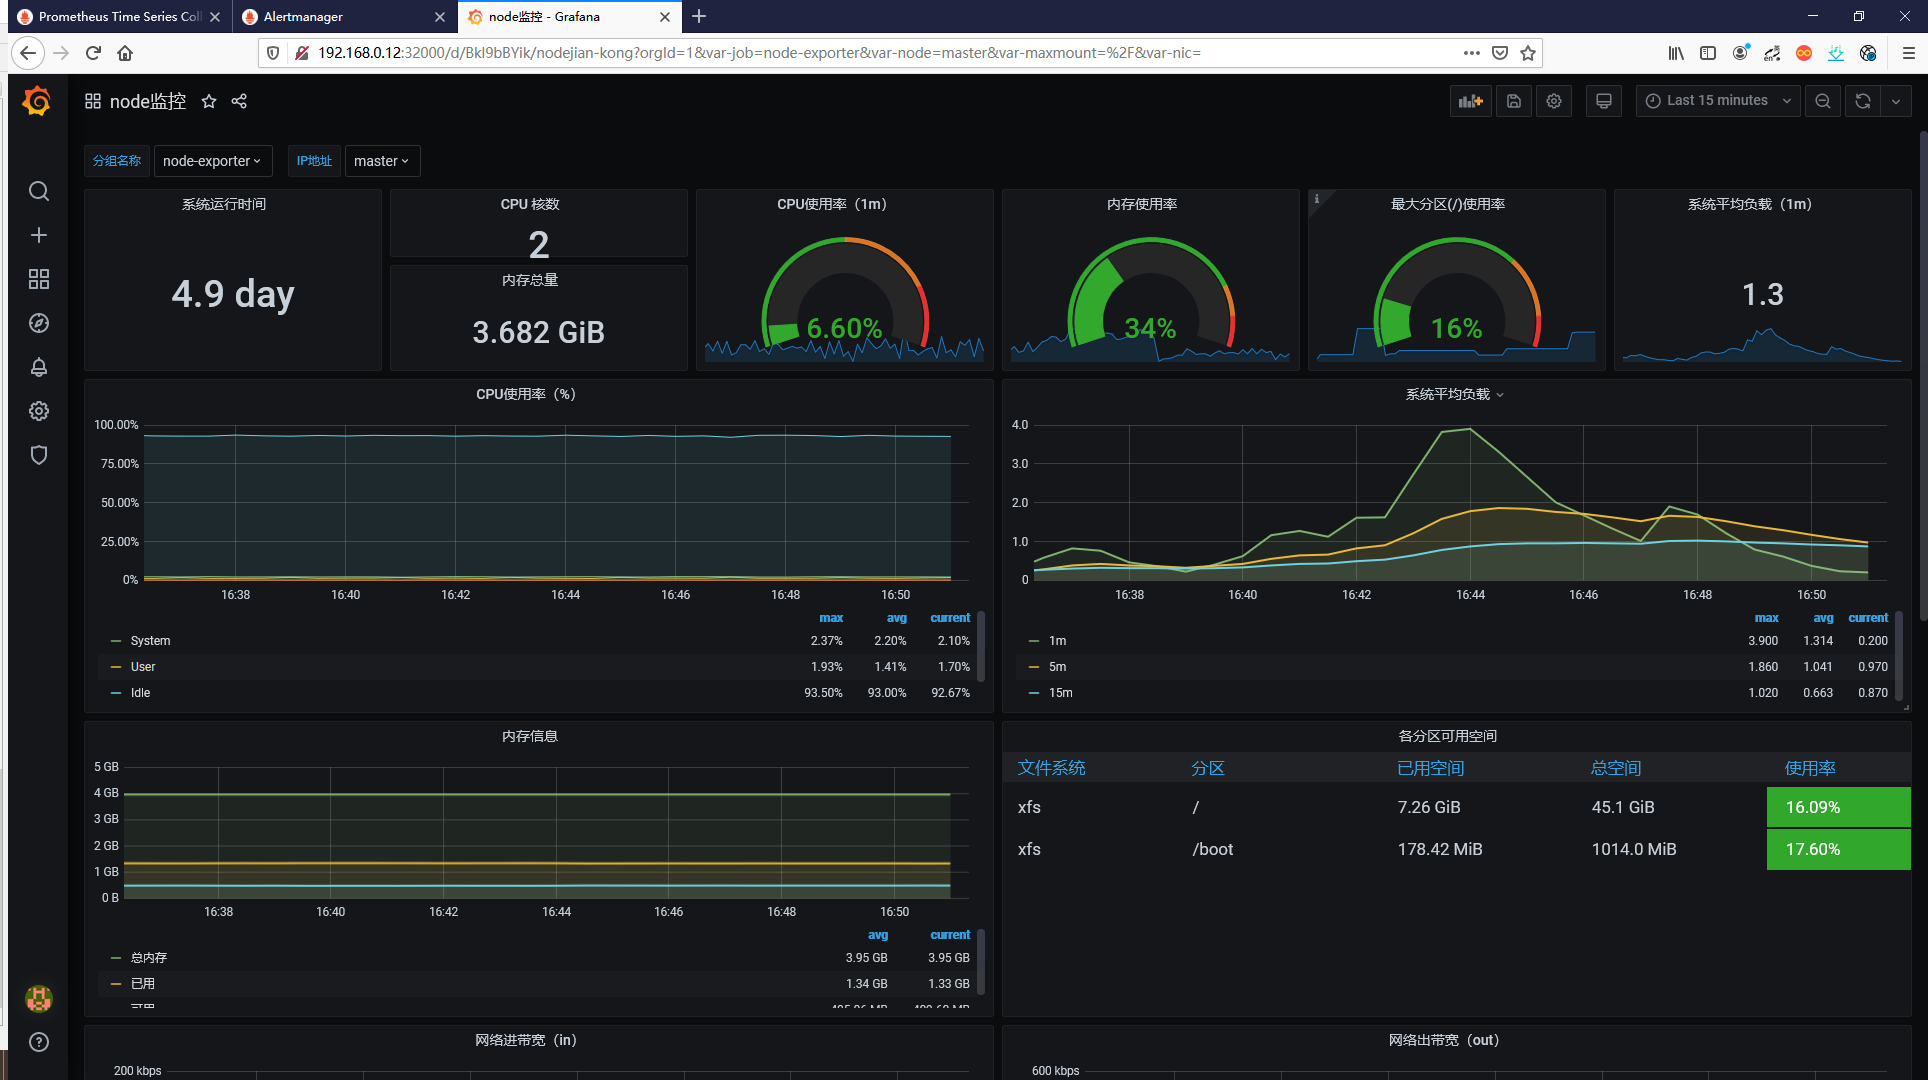 Prometheus Time Series Coll
Alertmanager
node监控 - Grafana
192.168.0.12:32000/d/Bkl9bBYik/nodejian-kong?orgId=1&var-job=node-exporter&var-node=master&var-maxmount=%2F&var-nic=
node监控
Last 15 minutes
分组名称 node-exporter IP地址 master
系统运行时间
4.9 day
CPU 核数
2
内存总量
3.682 GiB
CPU使用率（1m）
6.60%
内存使用率
34%
最大分区(/)使用率
16%
系统平均负载（1m）
1.3
CPU使用率（%）
100.00%
75.00%
50.00%
25.00%
0%
16:38 16:40 16:42 16:44 16:46 16:48 16:50
max avg current
System 2.37% 2.20% 2.10%
User 1.93% 1.41% 1.70%
Idle 93.50% 93.00% 92.67%
系统平均负载
4.0
3.0
2.0
1.0
0
16:38 16:40 16:42 16:44 16:46 16:48 16:50
max avg current
1m 3.900 1.314 0.200
5m 1.860 1.041 0.970
15m 1.020 0.663 0.870
内存信息
5 GB
4 GB
3 GB
2 GB
1 GB
0 B
16:38 16:40 16:42 16:44 16:46 16:48 16:50
avg current
总内存 3.95 GB 3.95 GB
已用 1.34 GB 1.33 GB
各分区可用空间
文件系统 分区 已用空间 总空间 使用率
xfs / 7.26 GiB 45.1 GiB 16.09%
xfs /boot 178.42 MiB 1014.0 MiB 17.60%
网络进带宽（in）
200 kbps
网络出带宽（out）
600 kbps